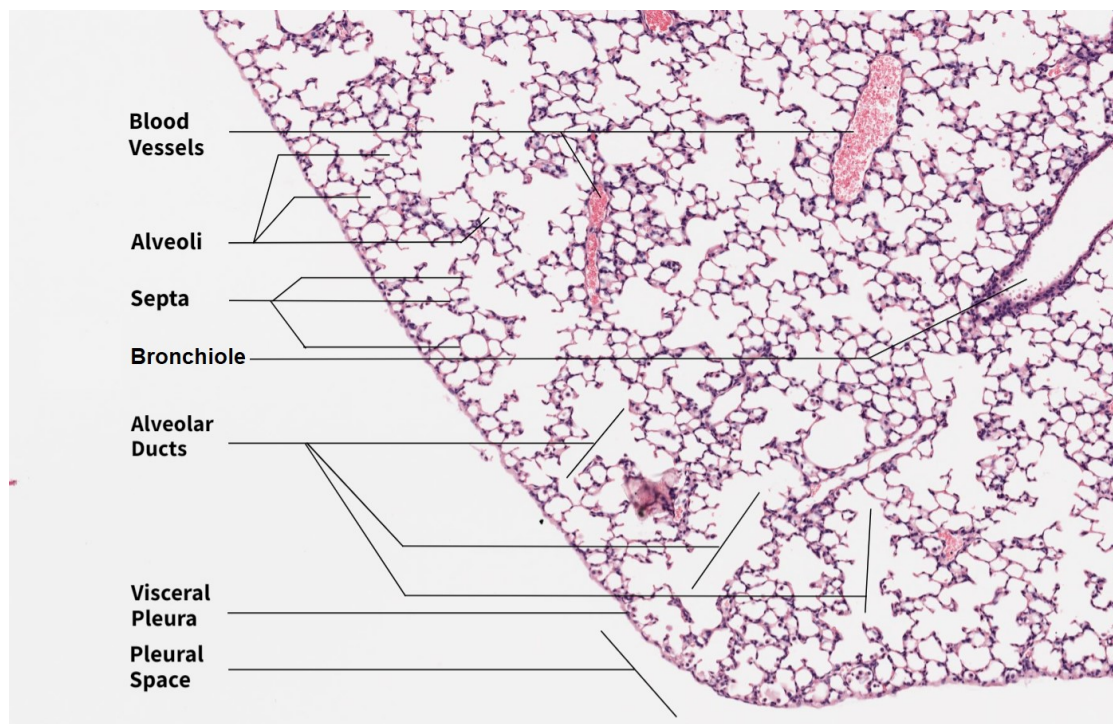 Blood
Vessels
Alveoli
Septa
Bronchiole
Alveolar
Ducts
Visceral
Pleura
Pleural
Space